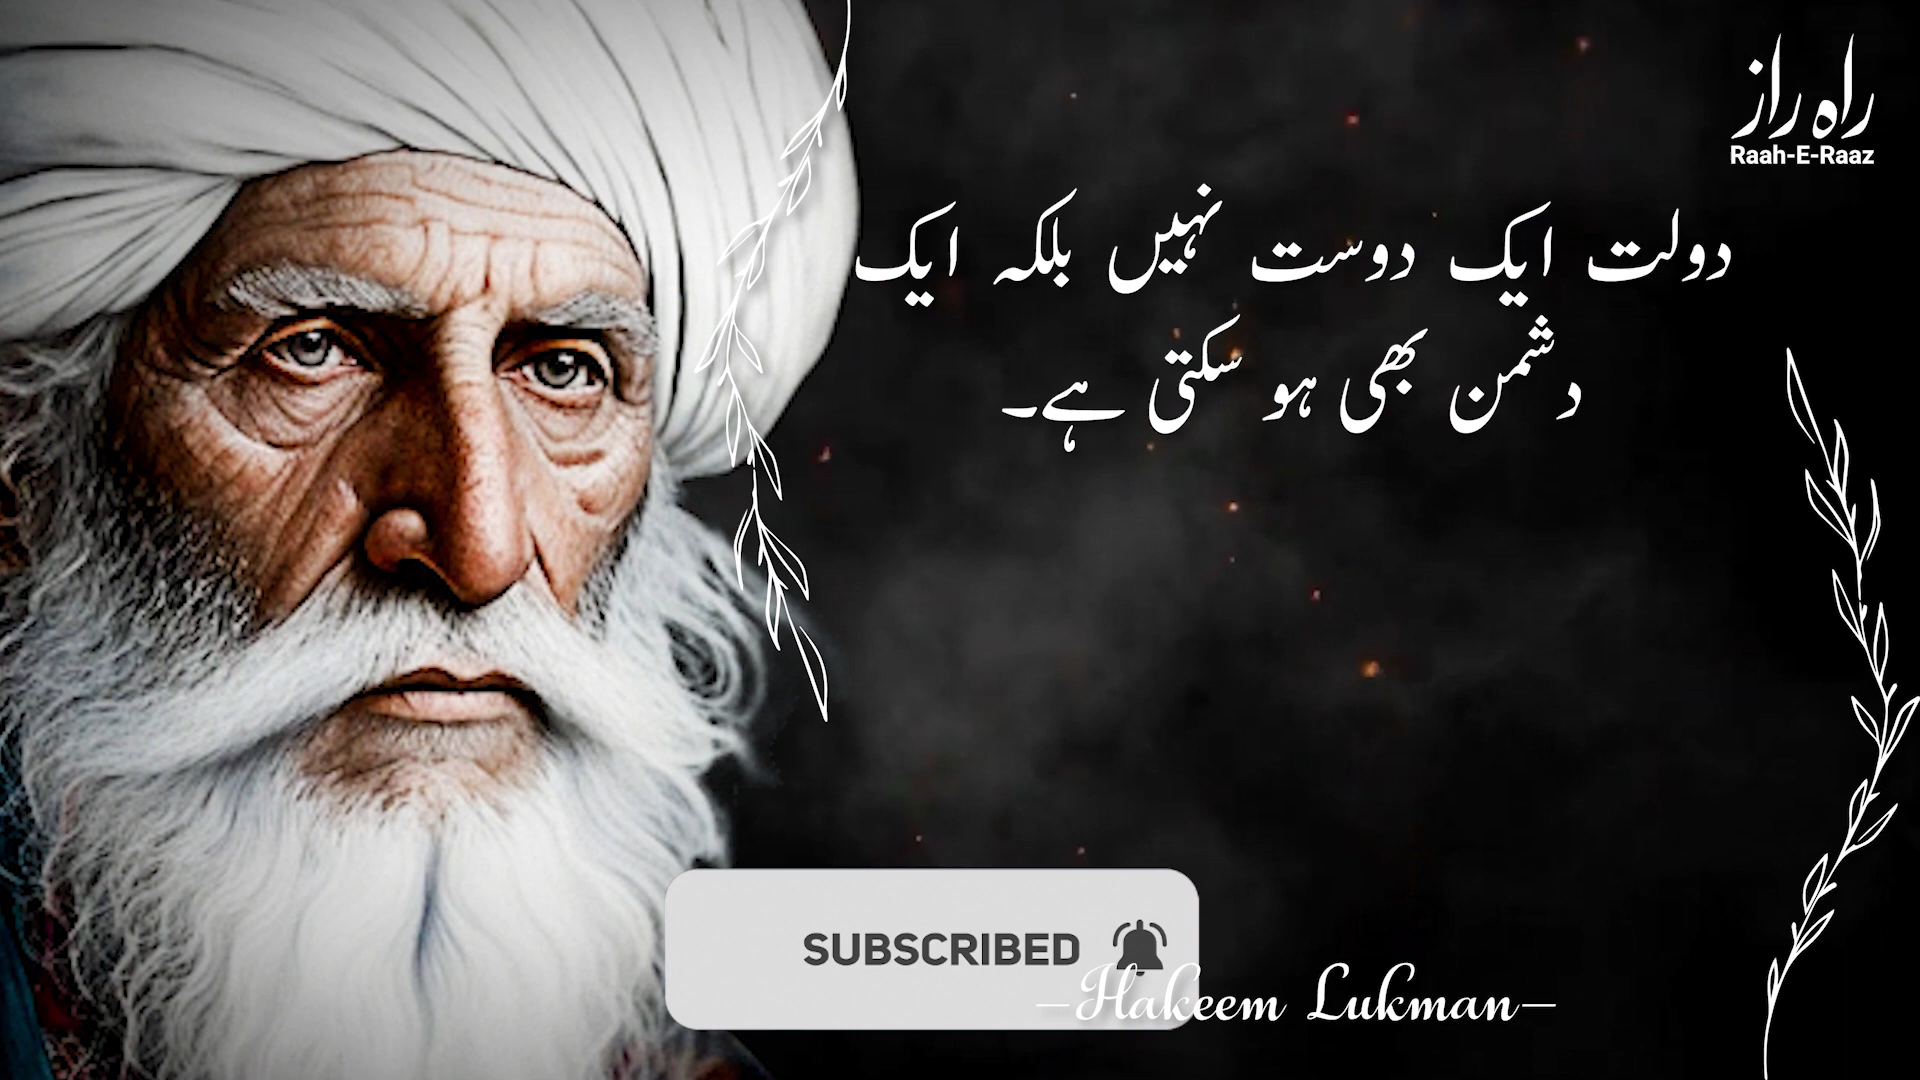 راہ راز
Raah-E-Raaz
دولت ایک دوست نہیں بلکہ ایک
دشمن بھی ہو سکتی ہے۔
SUBSCRIBED
–Hakeem Lukman–